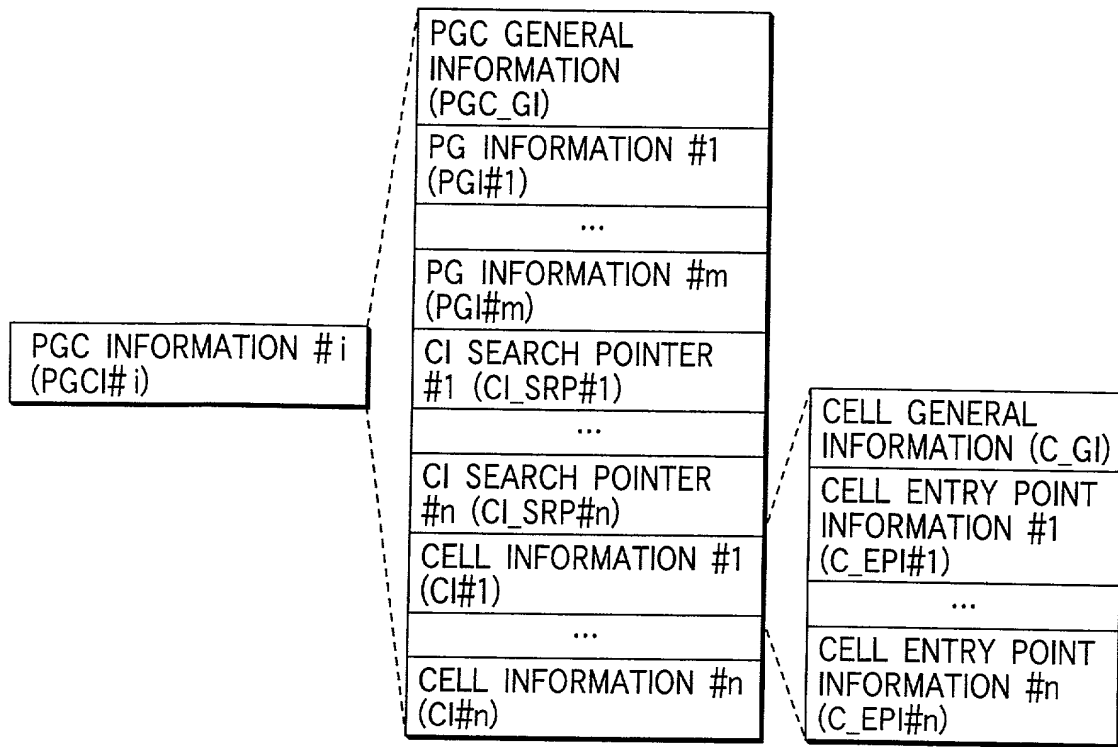 PGC INFORMATION #i
(PGCI#i)
PGC GENERAL
INFORMATION
(PGC_GI)
PG INFORMATION #1
(PGI#1)
...
PG INFORMATION #m
(PGI#m)
CI SEARCH POINTER
#1 (CI_SRP#1)
...
CI SEARCH POINTER
#n (CI_SRP#n)
CELL INFORMATION #1
(CI#1)
...
CELL INFORMATION #n
(CI#n)
CELL GENERAL
INFORMATION (C_GI)
CELL ENTRY POINT
INFORMATION #1
(C_EPI#1)
...
CELL ENTRY POINT
INFORMATION #n
(C_EPI#n)